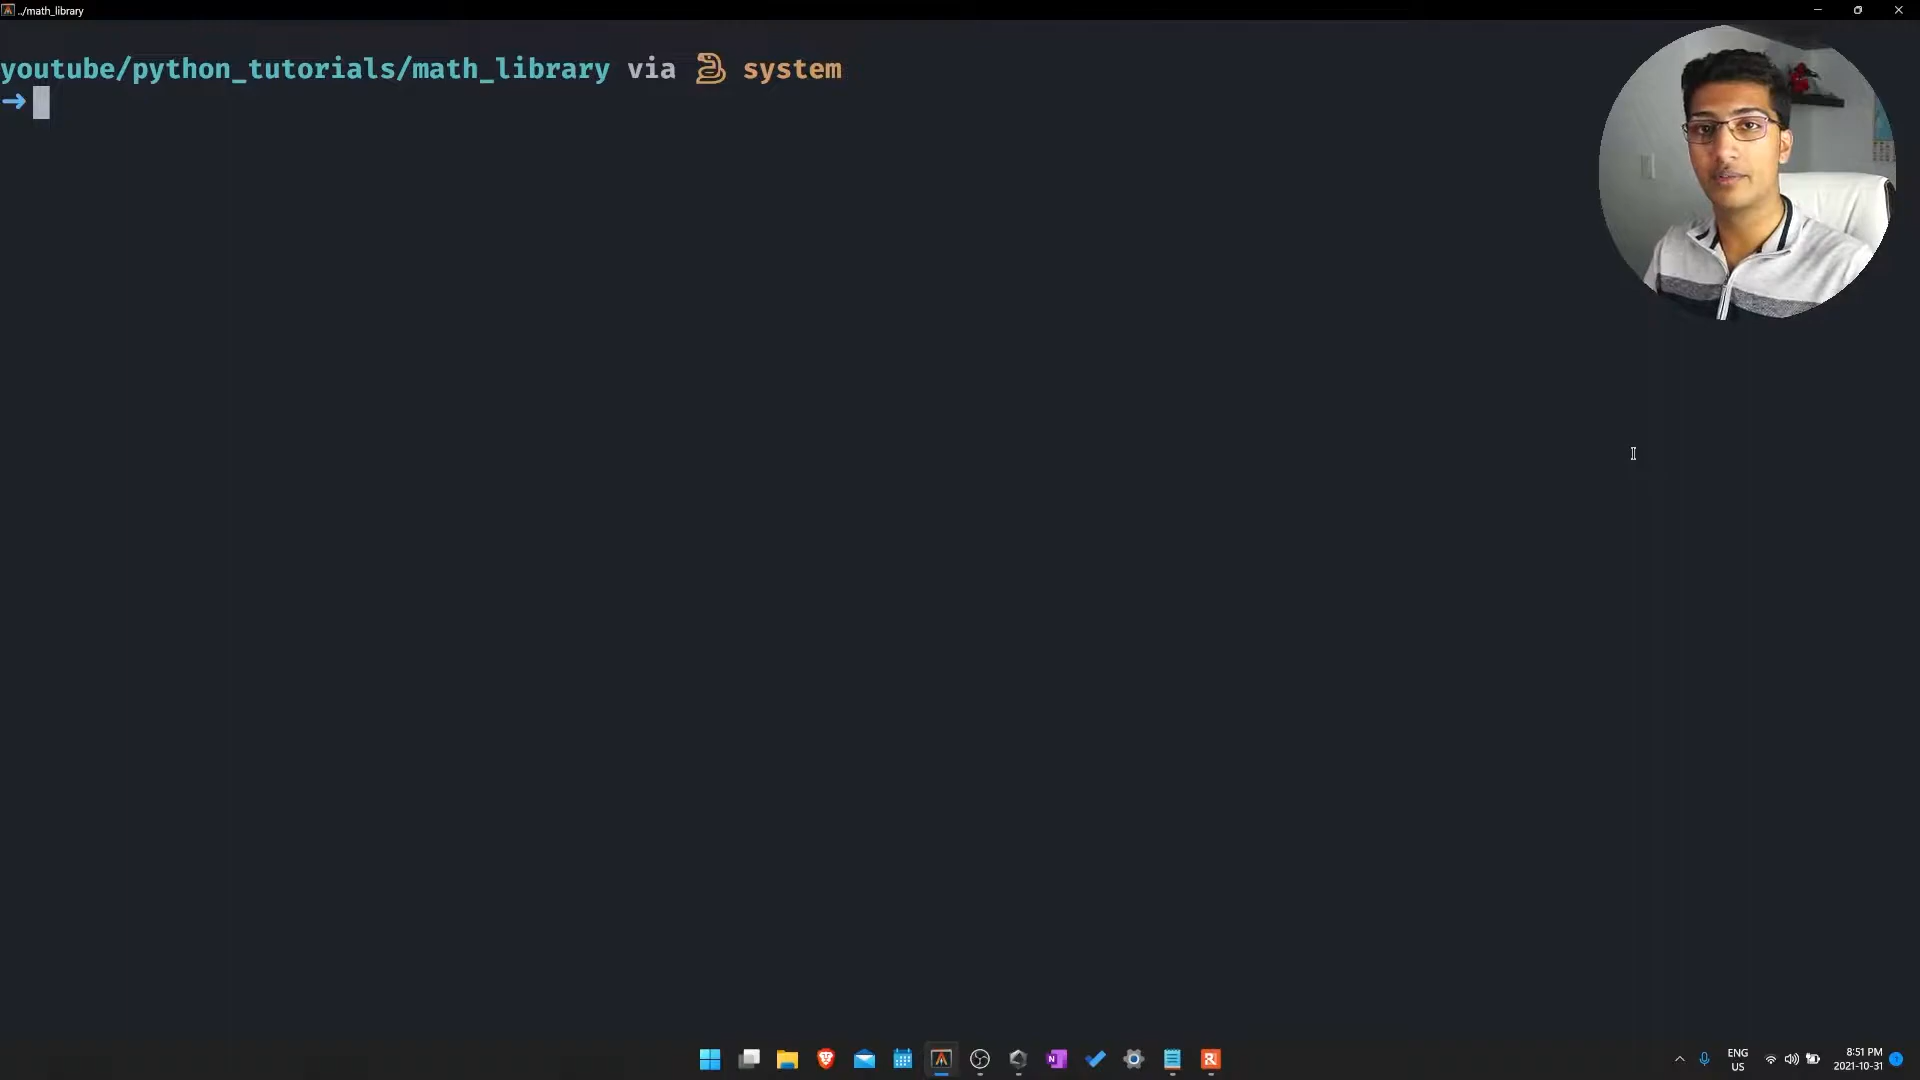 ../math_library
youtube/python_tutorials/math_library via system
ENG
US
8:51 PM
2021-10-31